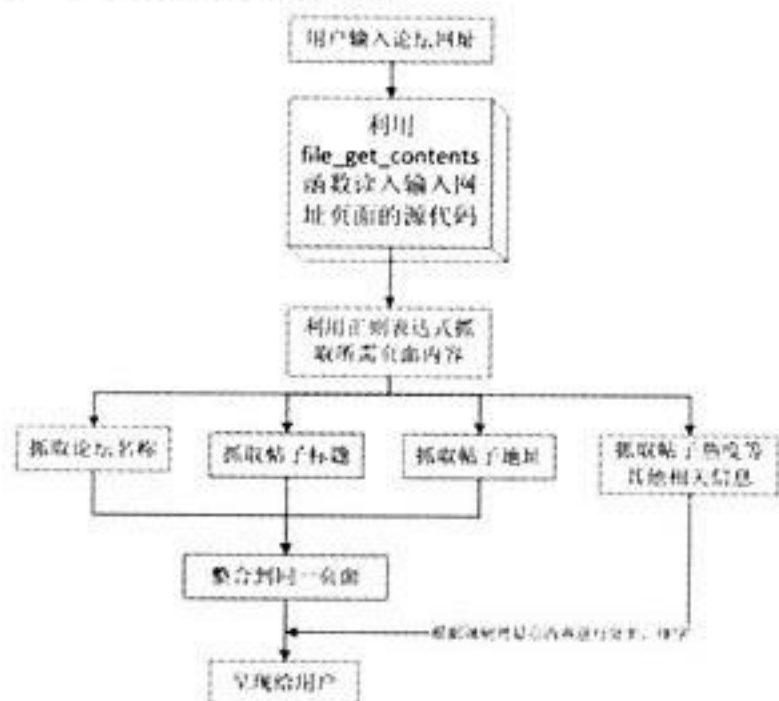 用户输入论坛网址
利用
file_get_contents
函数读入输入网
址页面的源代码
利用正则表达式抓
取所需页面内容
抓取论坛名称
抓取帖子标题
抓取帖子地址
抓取帖子热度等
其他相关信息
整合到同一页面
呈现给用户